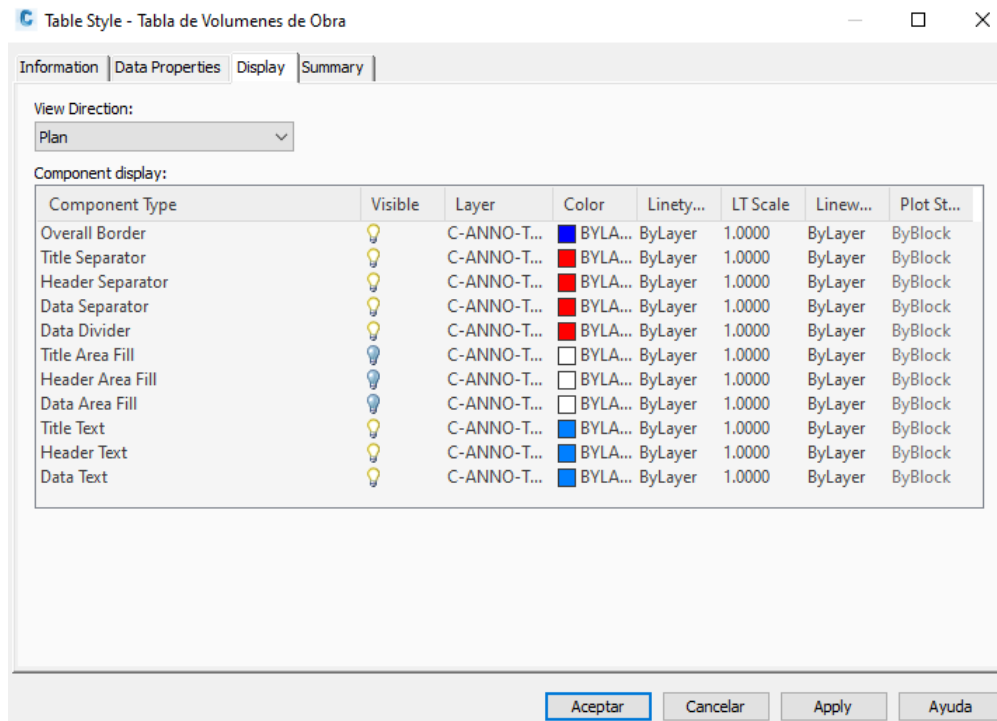 Table Style - Tabla de Volumenes de Obra
Information Data Properties Display Summary
View Direction:
Plan
Component display:
Component Type Visible Layer Color Linety... LT Scale Linew... Plot St...
Overall Border C-ANNO-T... BYLA... ByLayer 1.0000 ByLayer ByBlock
Title Separator C-ANNO-T... BYLA... ByLayer 1.0000 ByLayer ByBlock
Header Separator C-ANNO-T... BYLA... ByLayer 1.0000 ByLayer ByBlock
Data Separator C-ANNO-T... BYLA... ByLayer 1.0000 ByLayer ByBlock
Data Divider C-ANNO-T... BYLA... ByLayer 1.0000 ByLayer ByBlock
Title Area Fill C-ANNO-T... BYLA... ByLayer 1.0000 ByLayer ByBlock
Header Area Fill C-ANNO-T... BYLA... ByLayer 1.0000 ByLayer ByBlock
Data Area Fill C-ANNO-T... BYLA... ByLayer 1.0000 ByLayer ByBlock
Title Text C-ANNO-T... BYLA... ByLayer 1.0000 ByLayer ByBlock
Header Text C-ANNO-T... BYLA... ByLayer 1.0000 ByLayer ByBlock
Data Text C-ANNO-T... BYLA... ByLayer 1.0000 ByLayer ByBlock
Aceptar Cancelar Apply Ayuda